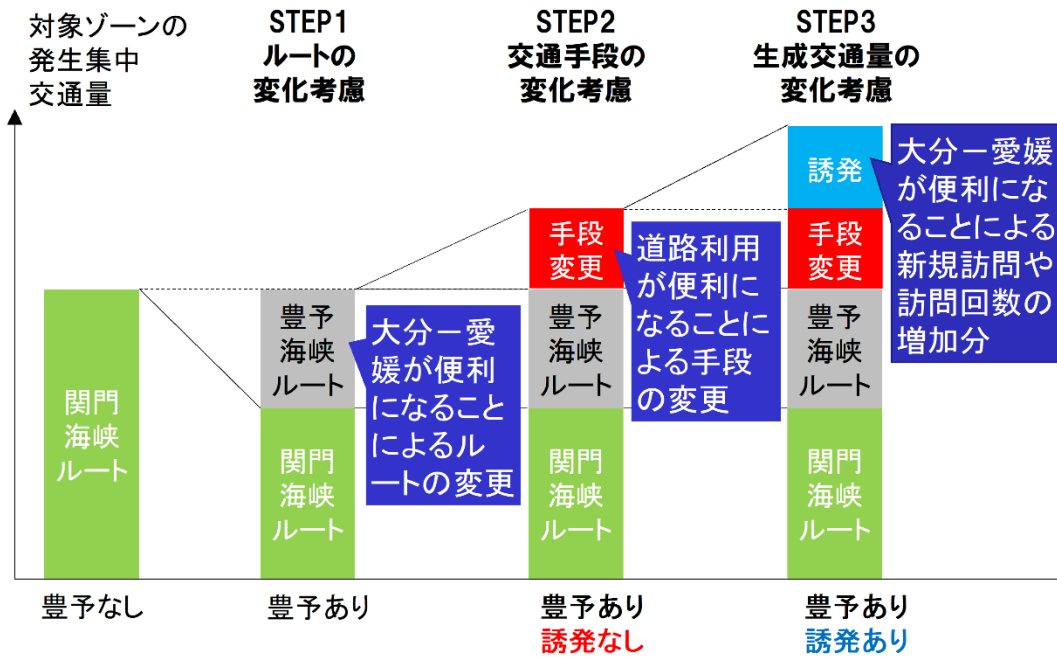 対象ゾーンの
発生集中
交通量
STEP1
ルートの
変化考慮
STEP2
交通手段の
変化考慮
STEP3
生成交通量の
変化考慮
関門
海峡
ルート
豊予
海峡
ルート
関門
海峡
ルート
大分－愛
媛が便利
になること
によるル
ートの変更
手段
変更
豊予
海峡
ルート
関門
海峡
ルート
道路利用
が便利に
なることに
よる手段
の変更
誘発
手段
変更
豊予
海峡
ルート
関門
海峡
ルート
大分－愛媛
が便利にな
ることによる
新規訪問や
訪問回数の
増加分
豊予なし
豊予あり
豊予あり
誘発なし
豊予あり
誘発あり